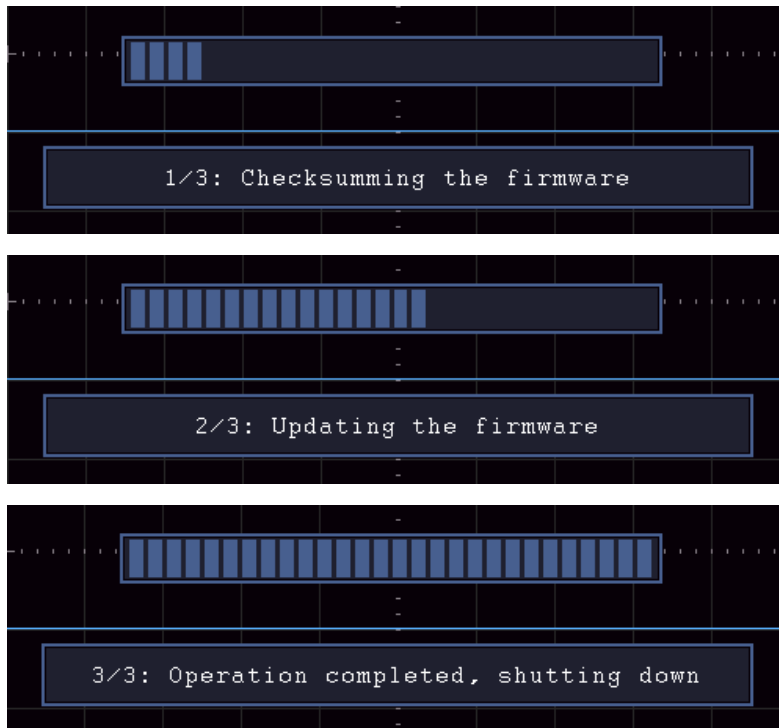 1/3: Checksumming the firmware
2/3: Updating the firmware
3/3: Operation completed, shutting down